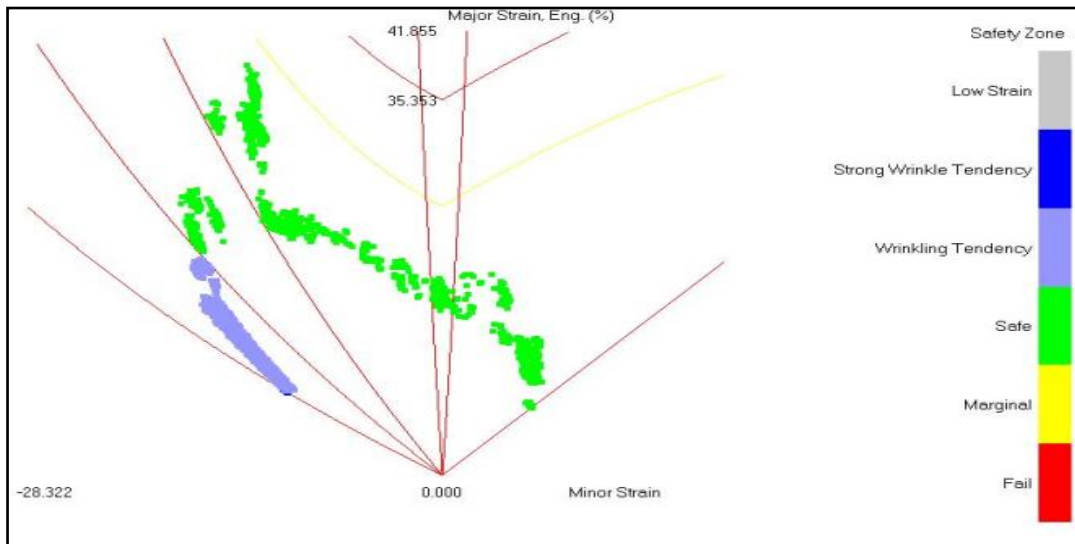 Major Strain, Eng. (%)
41.855
Safety Zone
Low Strain
35.353
Strong Wrinkle Tendency
Wrinkling Tendency
Safe
Marginal
Fail
-28.322
0.000
Minor Strain